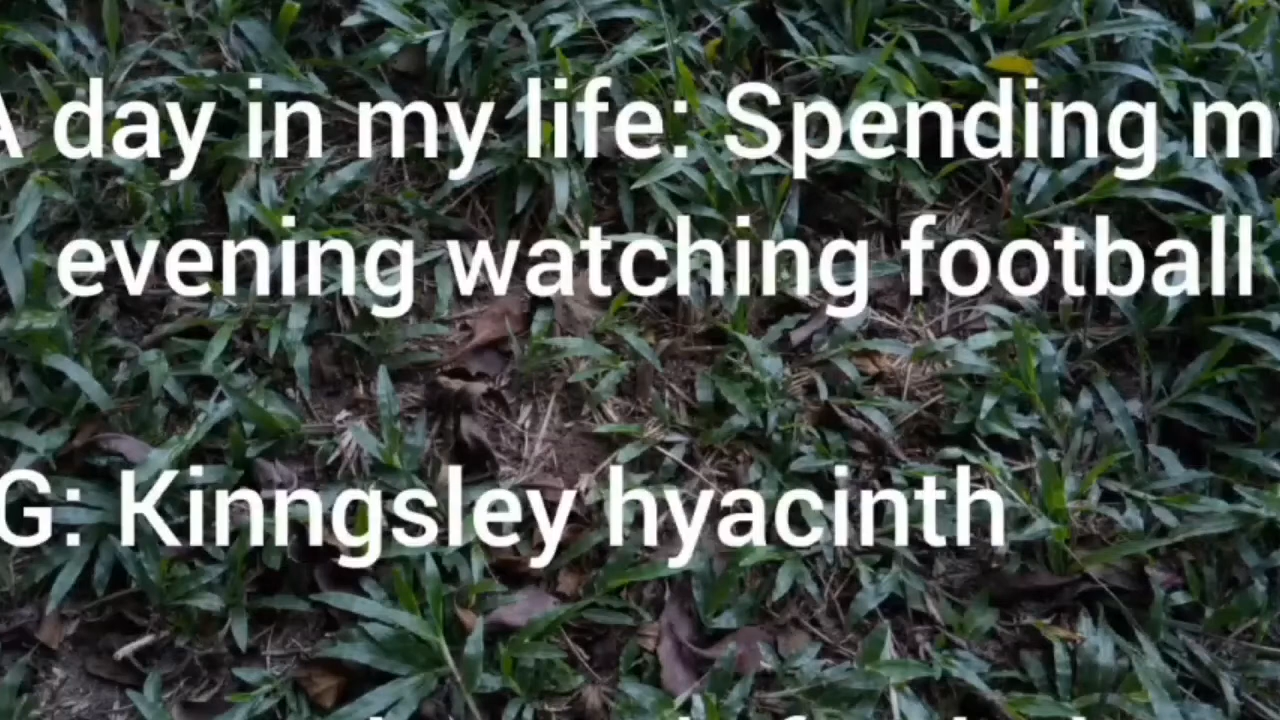 A day in my life: Spending m
evening watching football
G: Kinngsley hyacinth